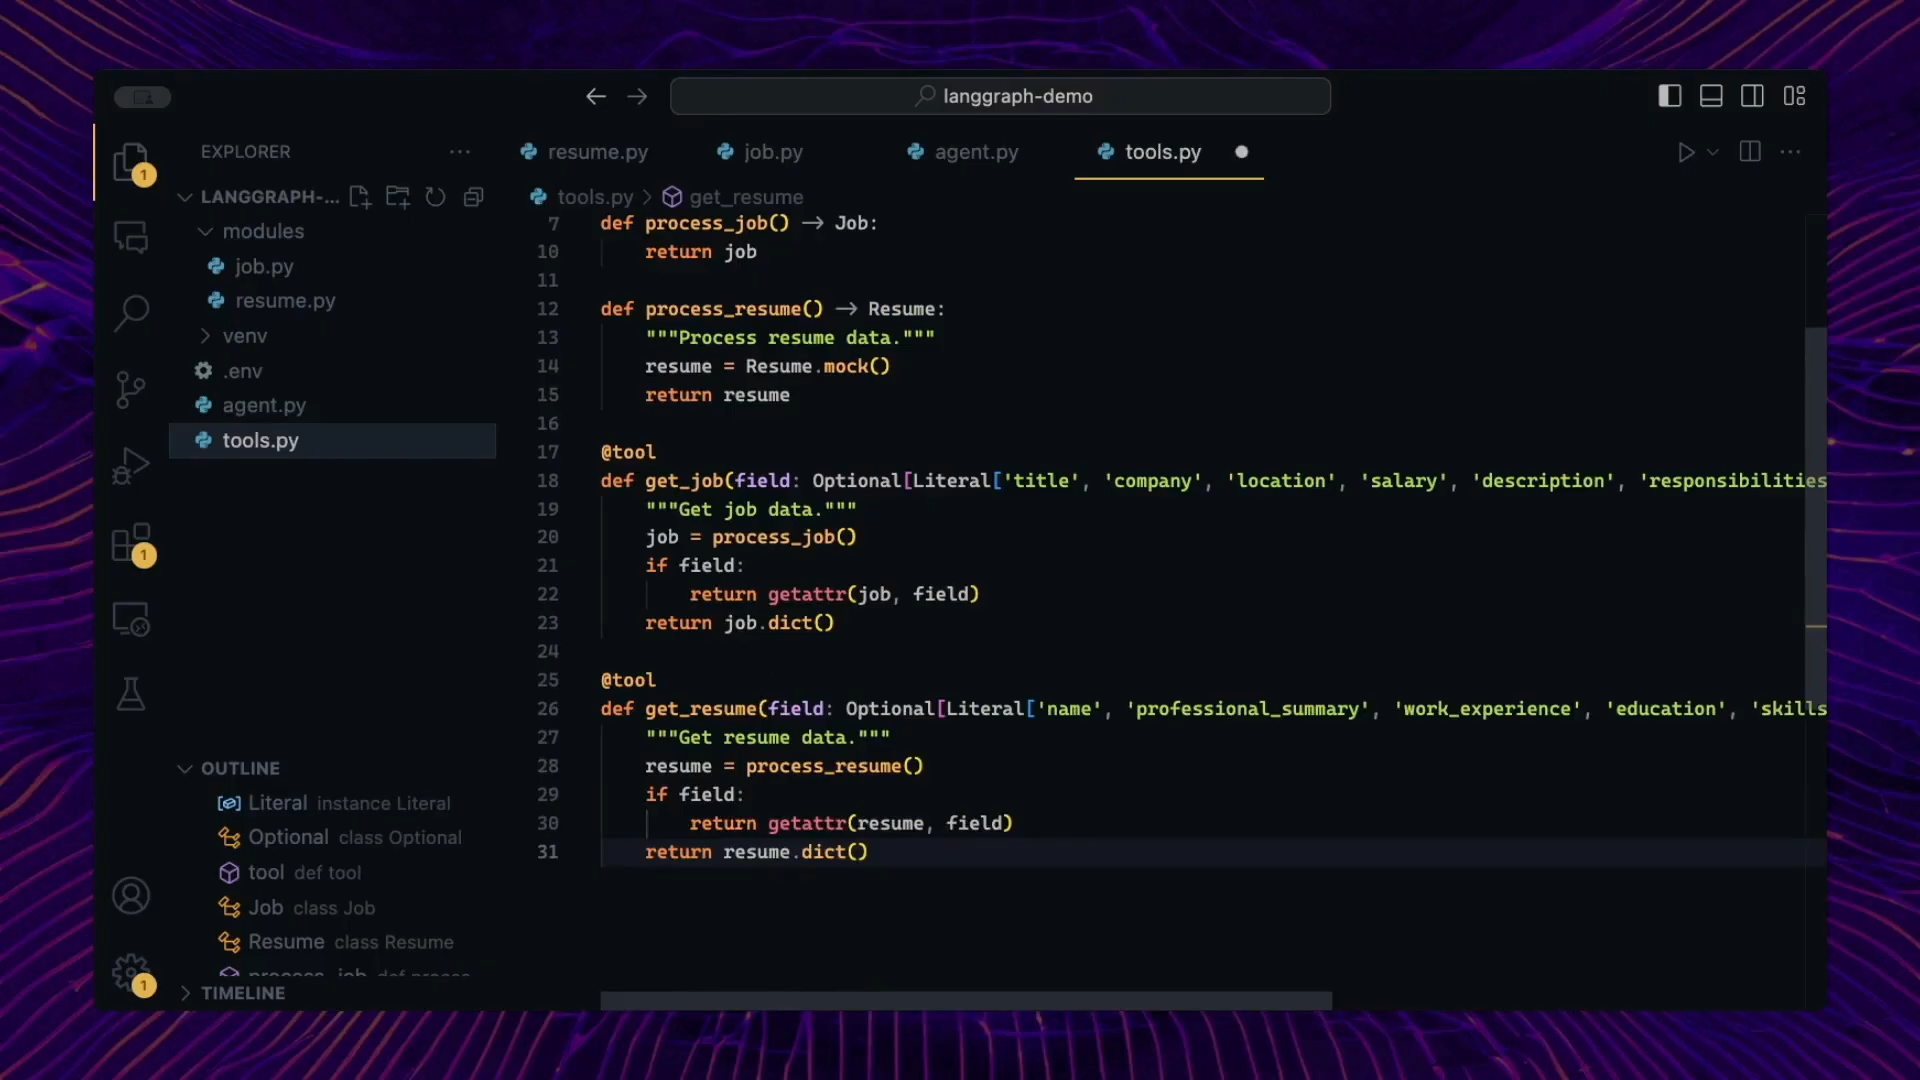 langgraph-demo
EXPLORER
resume.py
job.py
agent.py
tools.py
LANGGRAPH-...
tools.py > get_resume
modules
job.py
resume.py
venv
.env
agent.py
tools.py
7 def process_job() -> Job:
10 return job
11
12 def process_resume() -> Resume:
13 """Process resume data."""
14 resume = Resume.mock()
15 return resume
16
17 @tool
18 def get_job(field: Optional[Literal['title', 'company', 'location', 'salary', 'description', 'responsibilities
19 """Get job data."""
20 job = process_job()
21 if field:
22 return getattr(job, field)
23 return job.dict()
24
25 @tool
26 def get_resume(field: Optional[Literal['name', 'professional_summary', 'work_experience', 'education', 'skills
27 """Get resume data."""
28 resume = process_resume()
29 if field:
30 return getattr(resume, field)
31 return resume.dict()
OUTLINE
Literal instance Literal
Optional class Optional
tool def tool
Job class Job
Resume class Resume
TIMELINE
1
1
1